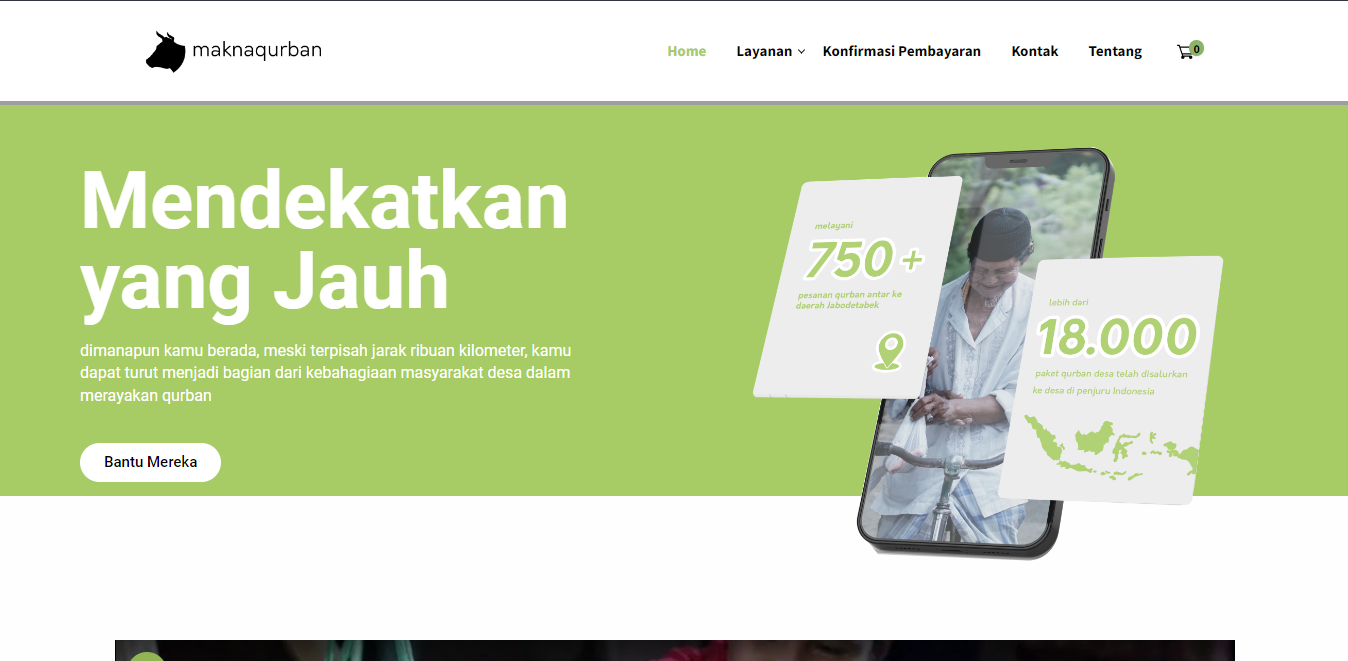 maknaqurban
Home
Layanan
Konfirmasi Pembayaran
Kontak
Tentang
0
Mendekatkan
yang Jauh
dimanapun kamu berada, meski terpisah jarak ribuan kilometer, kamu
dapat turut menjadi bagian dari kebahagiaan masyarakat desa dalam
merayakan qurban
Bantu Mereka
melayani
750+
pesanan qurban antar ke
daerah Jabodetabek
lebih dari
18.000
paket qurban desa telah disalurkan
ke desa di penjuru Indonesia